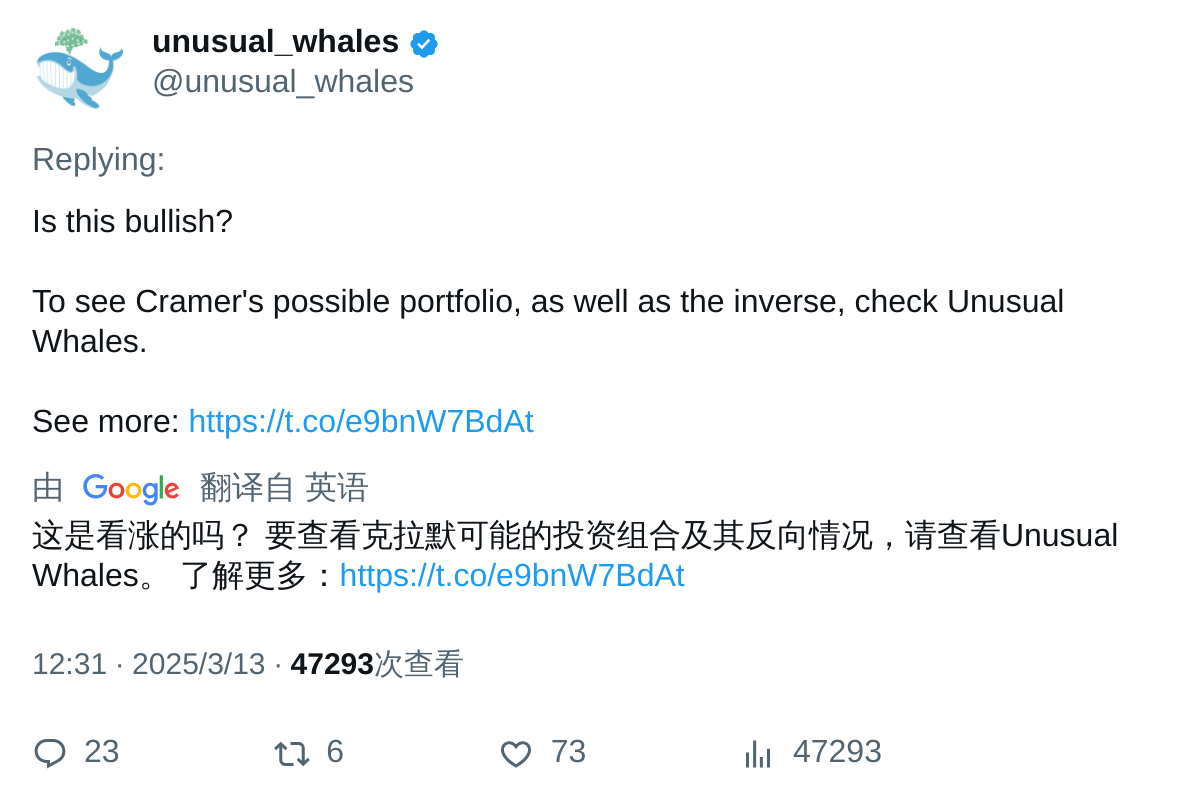 unusual_whales
@unusual_whales
Replying:
Is this bullish?
To see Cramer's possible portfolio, as well as the inverse, check Unusual
Whales.
See more: https://t.co/e9bnW7BdAt
由 Google 翻译自 英语
这是看涨的吗？ 要查看克拉默可能的投资组合及其反向情况，请查看Unusual
Whales。 了解更多：https://t.co/e9bnW7BdAt
12:31 · 2025/3/13 · 47293次查看
23 6 73 47293